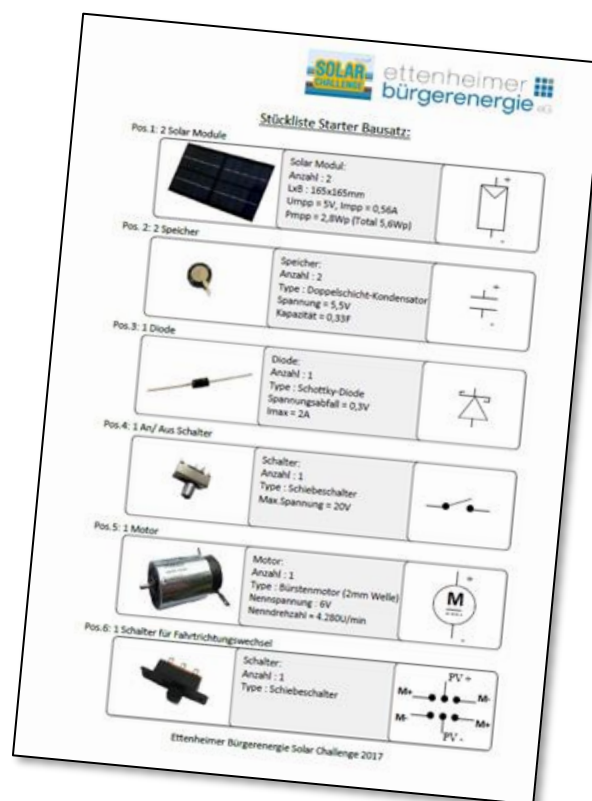 SOLAR
CHALLENGE
ettenheimer
bürgerenergie eG
Stückliste Starter Bausatz:
Pos.1: 2 Solar Module
Solar Modul:
Anzahl : 2
LxB : 165x165mm
Umpp = 5V, Impp = 0,56A
Pmpp = 2,8Wp (Total 5,6Wp)
+
-
Pos. 2: 2 Speicher
Speicher:
Anzahl : 2
Type : Doppelschicht-Kondensator
Spannung = 5,5V
Kapazität = 0,33F
+
-
Pos.3: 1 Diode
Diode:
Anzahl : 1
Type : Schottky-Diode
Spannungsabfall = 0,3V
Imax = 2A
Pos.4: 1 An/ Aus Schalter
Schalter:
Anzahl : 1
Type : Schiebeschalter
Max.Spannung = 20V
Pos.5: 1 Motor
Motor:
Anzahl : 1
Type : Bürstenmotor (2mm Welle)
Nennspannung : 6V
Nenndrehzahl = 4.280U/min
+
M
-
Pos.6: 1 Schalter für Fahrtrichtungswechsel
Schalter:
Anzahl : 1
Type : Schiebeschalter
PV +
M+ M-
M- M+
PV -
Ettenheimer Bürgerenergie Solar Challenge 2017